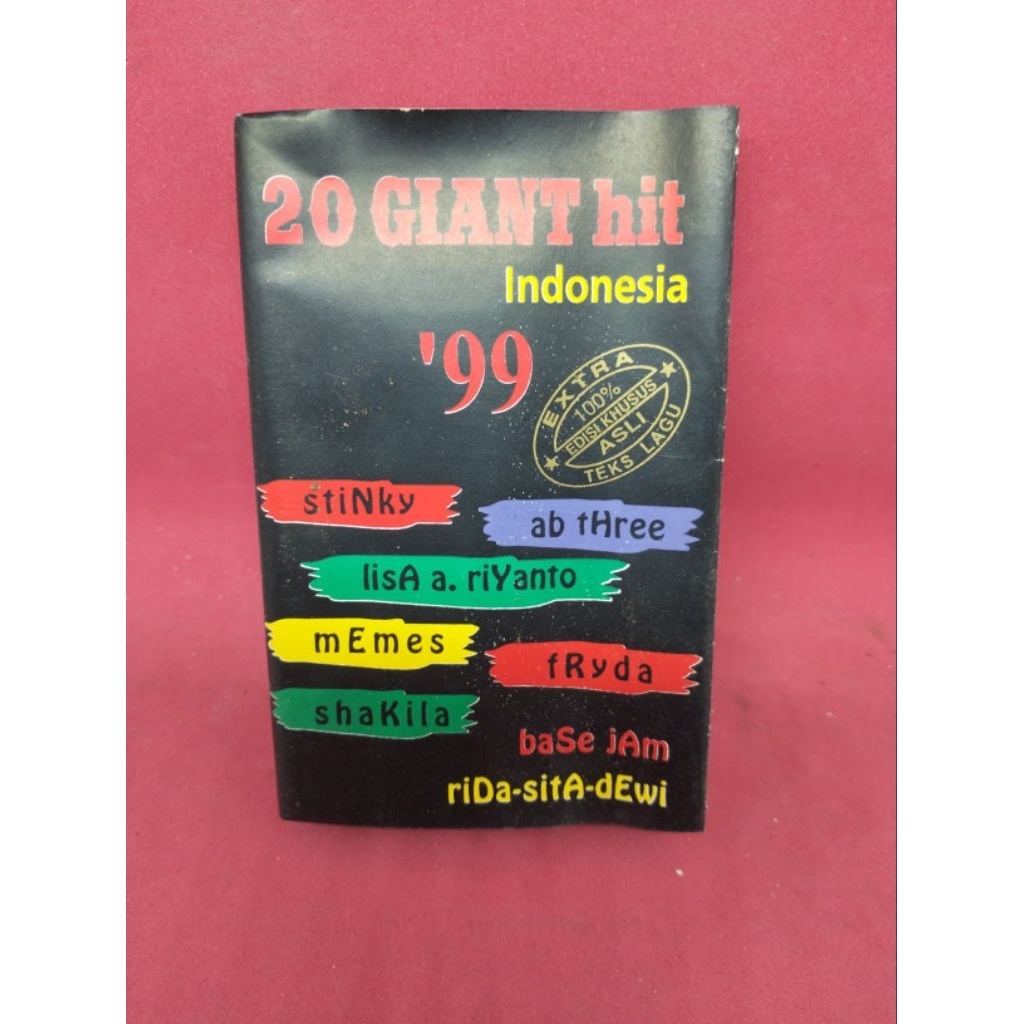 20 GIANT hit
Indonesia
'99
EXTRA
100%
EDISI KHUSUS
ASLI
TEKS LAGU
stiNky
ab tHree
lisA a. riYanto
mEmes
fRyda
shaKila
baSe jAm
riDa-sitA-dEwi